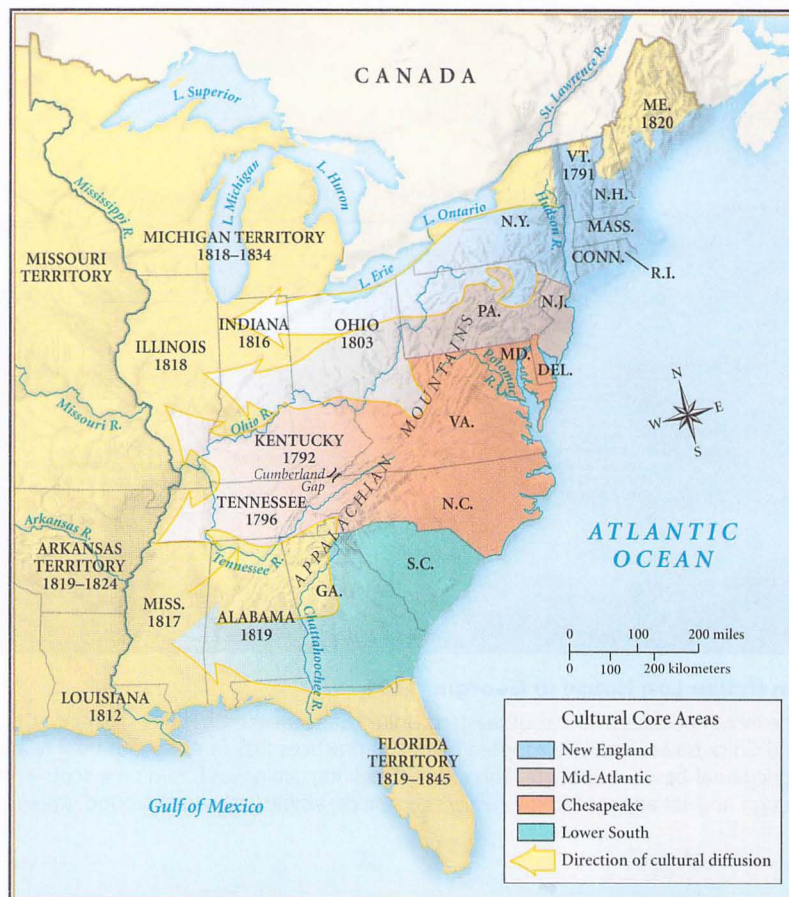 CANADA
L. Superior
St. Lawrence R.
ME.
1820
VT.
1791
L. Michigan
L. Huron
N.H.
Mississippi R.
L. Ontario
Hudson R.
N.Y.
MASS.
MICHIGAN TERRITORY
1818–1834
MISSOURI
TERRITORY
CONN.
R.I.
L. Erie
PA.
N.J.
INDIANA
1816
OHIO
1803
ILLINOIS
1818
MD.
DEL.
Potomac
R.
Missouri R.
Ohio R.
VA.
N
W
E
S
KENTUCKY
1792
Cumberland
Gap
APPALACHIAN MOUNTAINS
TENNESSEE
1796
N.C.
Arkansas R.
ARKANSAS
TERRITORY
1819–1824
Tennessee R.
S.C.
ATLANTIC
OCEAN
MISS.
1817
ALABAMA
1819
GA.
Chattahoochee R.
0 100 200 miles
0 100 200 kilometers
LOUISIANA
1812
FLORIDA
TERRITORY
1819–1845
Gulf of Mexico
Cultural Core Areas
New England
Mid-Atlantic
Chesapeake
Lower South
Direction of cultural diffusion